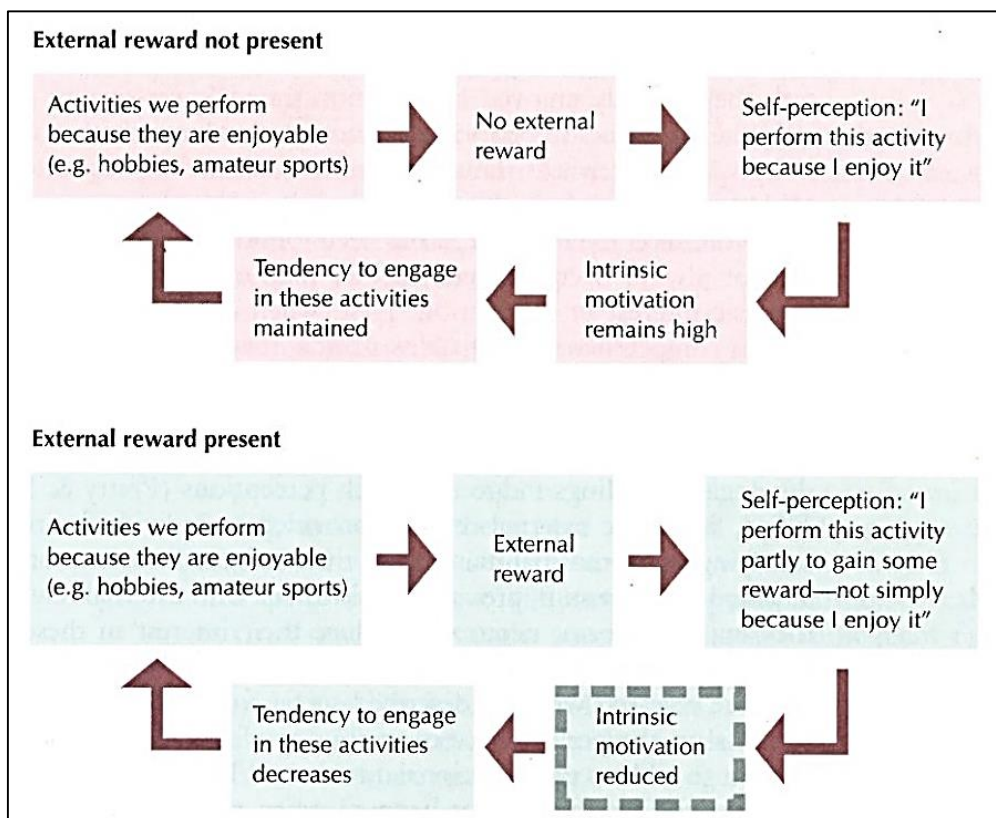 External reward not present
Activities we perform
because they are enjoyable
(e.g. hobbies, amateur sports)
No external
reward
Self-perception: “I
perform this activity
because I enjoy it”
Intrinsic
motivation
remains high
Tendency to engage
in these activities
maintained
External reward present
Activities we perform
because they are enjoyable
(e.g. hobbies, amateur sports)
External
reward
Self-perception: “I
perform this activity
partly to gain some
reward—not simply
because I enjoy it”
Intrinsic
motivation
reduced
Tendency to engage
in these activities
decreases